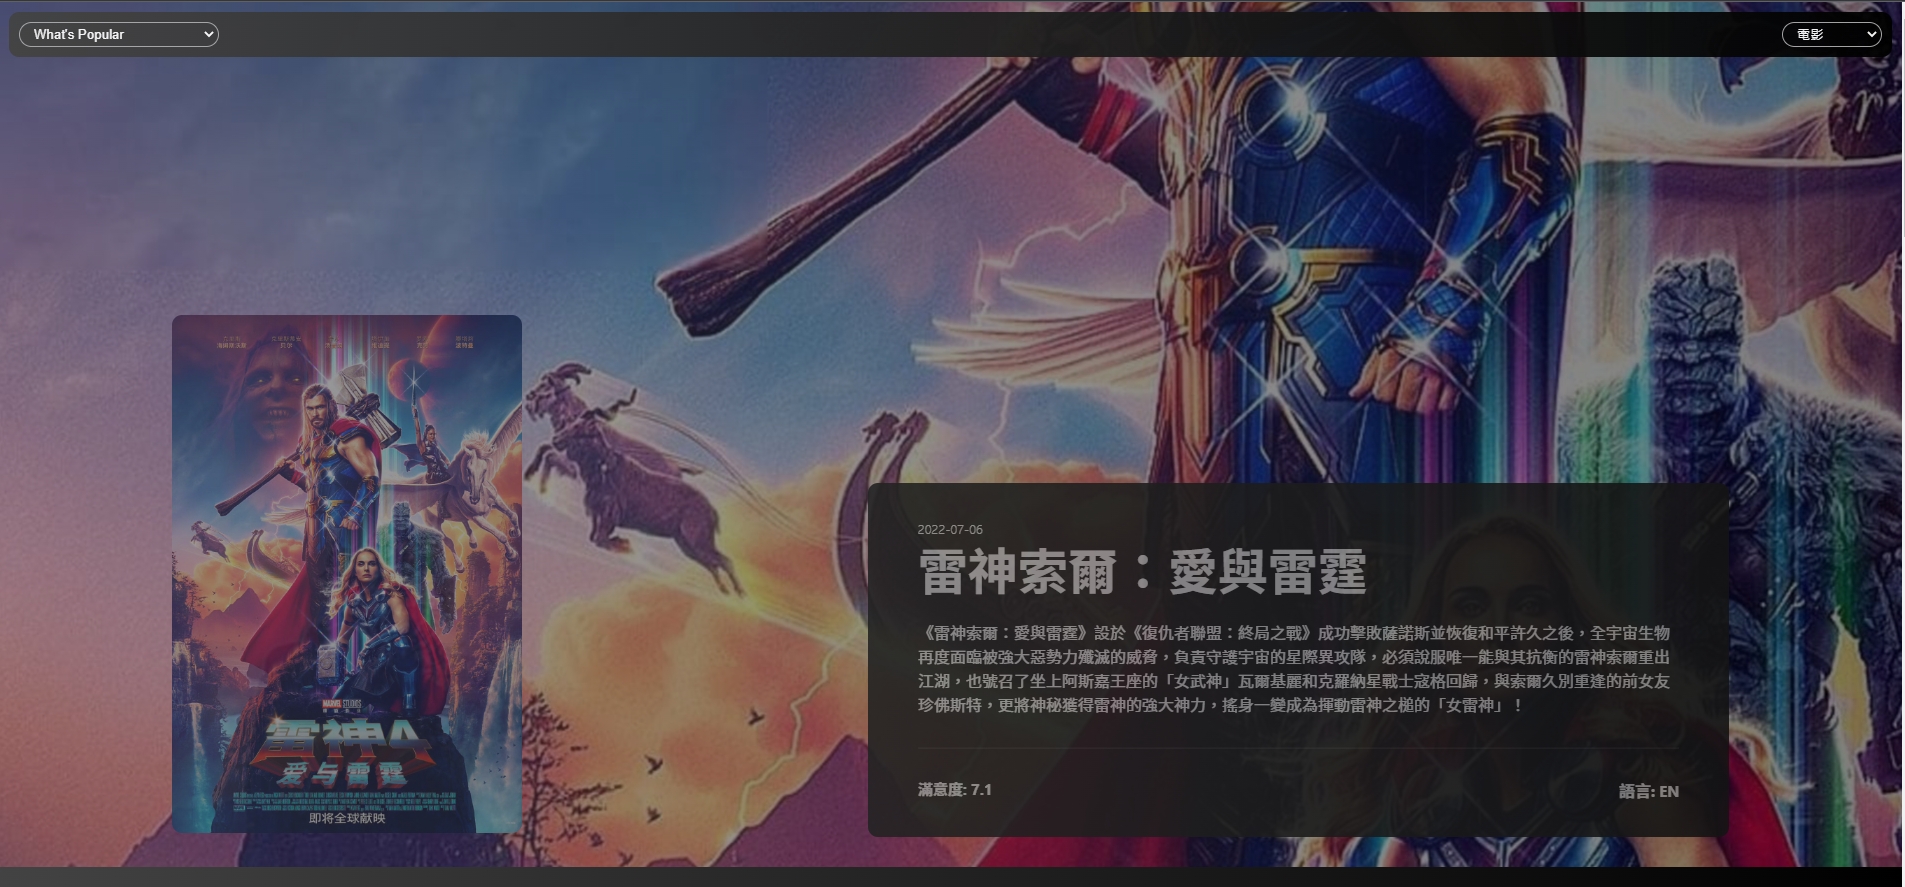 What's Popular
電影
MARVEL STUDIOS
雷神4
爱与雷霆
即将全球献映
2022-07-06
雷神索爾：愛與雷霆
《雷神索爾：愛與雷霆》設於《復仇者聯盟：終局之戰》成功擊敗薩諾斯並恢復和平許久之後，全宇宙生物
再度面臨被強大惡勢力殲滅的威脅，負責守護宇宙的星際異攻隊，必須說服唯一能與其抗衡的雷神索爾重出
江湖，也號召了坐上阿斯嘉王座的「女武神」瓦爾基麗和克羅納星戰士寇格回歸，與索爾久別重逢的前女友
珍佛斯特，更將神秘獲得雷神的強大神力，搖身一變成為揮動雷神之槌的「女雷神」！
滿意度: 7.1
語言: EN